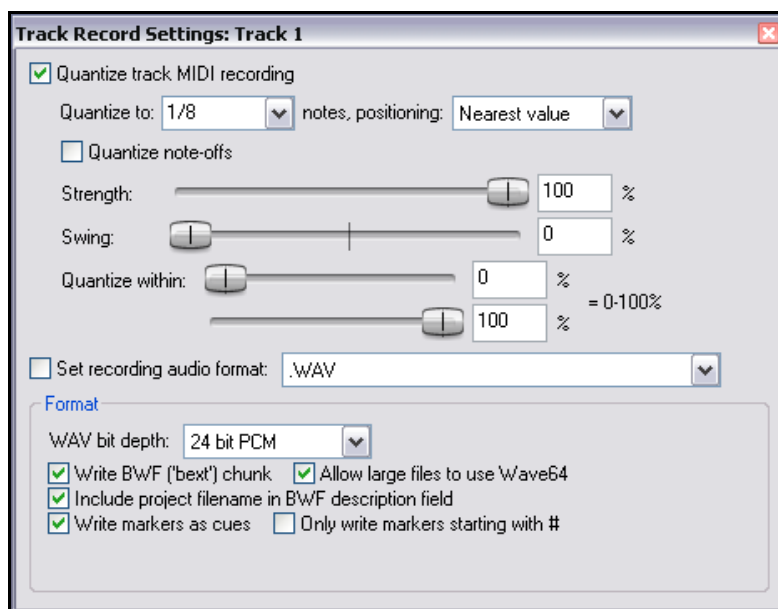 Track Record Settings: Track 1
Quantize track MIDI recording
Quantize to: 1/8 notes, positioning: Nearest value
Quantize note-offs
Strength: 100 %
Swing: 0 %
Quantize within: 0 %
= 0-100%
100 %
Set recording audio format: .WAV
Format
WAV bit depth: 24 bit PCM
Write BWF ('bext') chunk Allow large files to use Wave64
Include project filename in BWF description field
Write markers as cues Only write markers starting with #